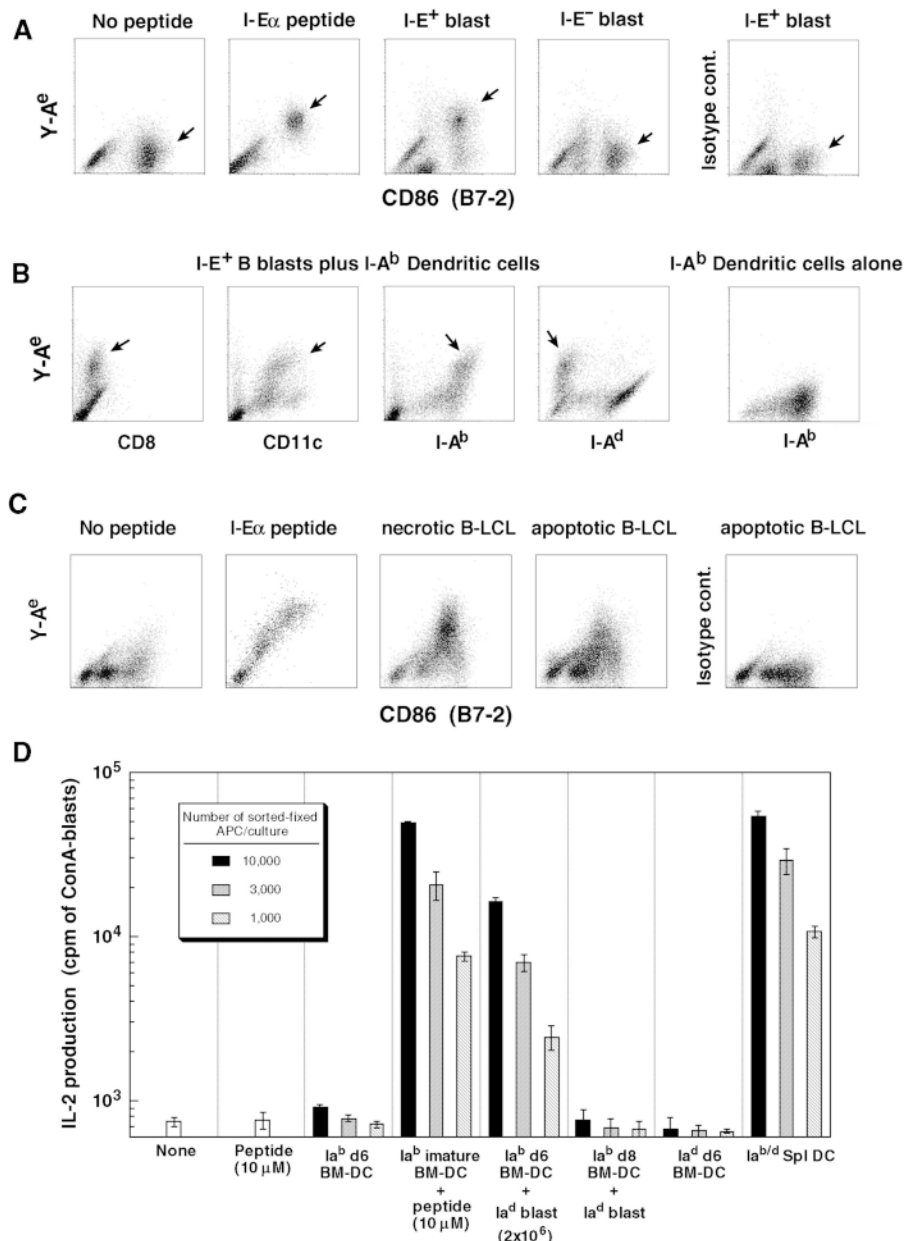 A
No peptide
I-Eα peptide
I-E+ blast
I-E− blast
I-E+ blast
Y-Ae
Isotype cont.
CD86 (B7-2)
B
I-E+ B blasts plus I-Ab Dendritic cells
I-Ab Dendritic cells alone
Y-Ae
CD8
CD11c
I-Ab
I-Ad
I-Ab
C
No peptide
I-Eα peptide
necrotic B-LCL
apoptotic B-LCL
apoptotic B-LCL
Y-Ae
Isotype cont.
CD86 (B7-2)
D
IL-2 production (cpm of ConA-blasts)
10^5
10^4
10^3
Number of sorted-fixed
APC/culture
10,000
3,000
1,000
None
Peptide
(10 μM)
Iab d6
BM-DC
Iab imature
BM-DC
+
peptide
(10 μM)
Iab d6
BM-DC
+
Iad blast
(2x10^6)
Iab d8
BM-DC
+
Iad blast
Iad d6
BM-DC
Iab/d Spl DC